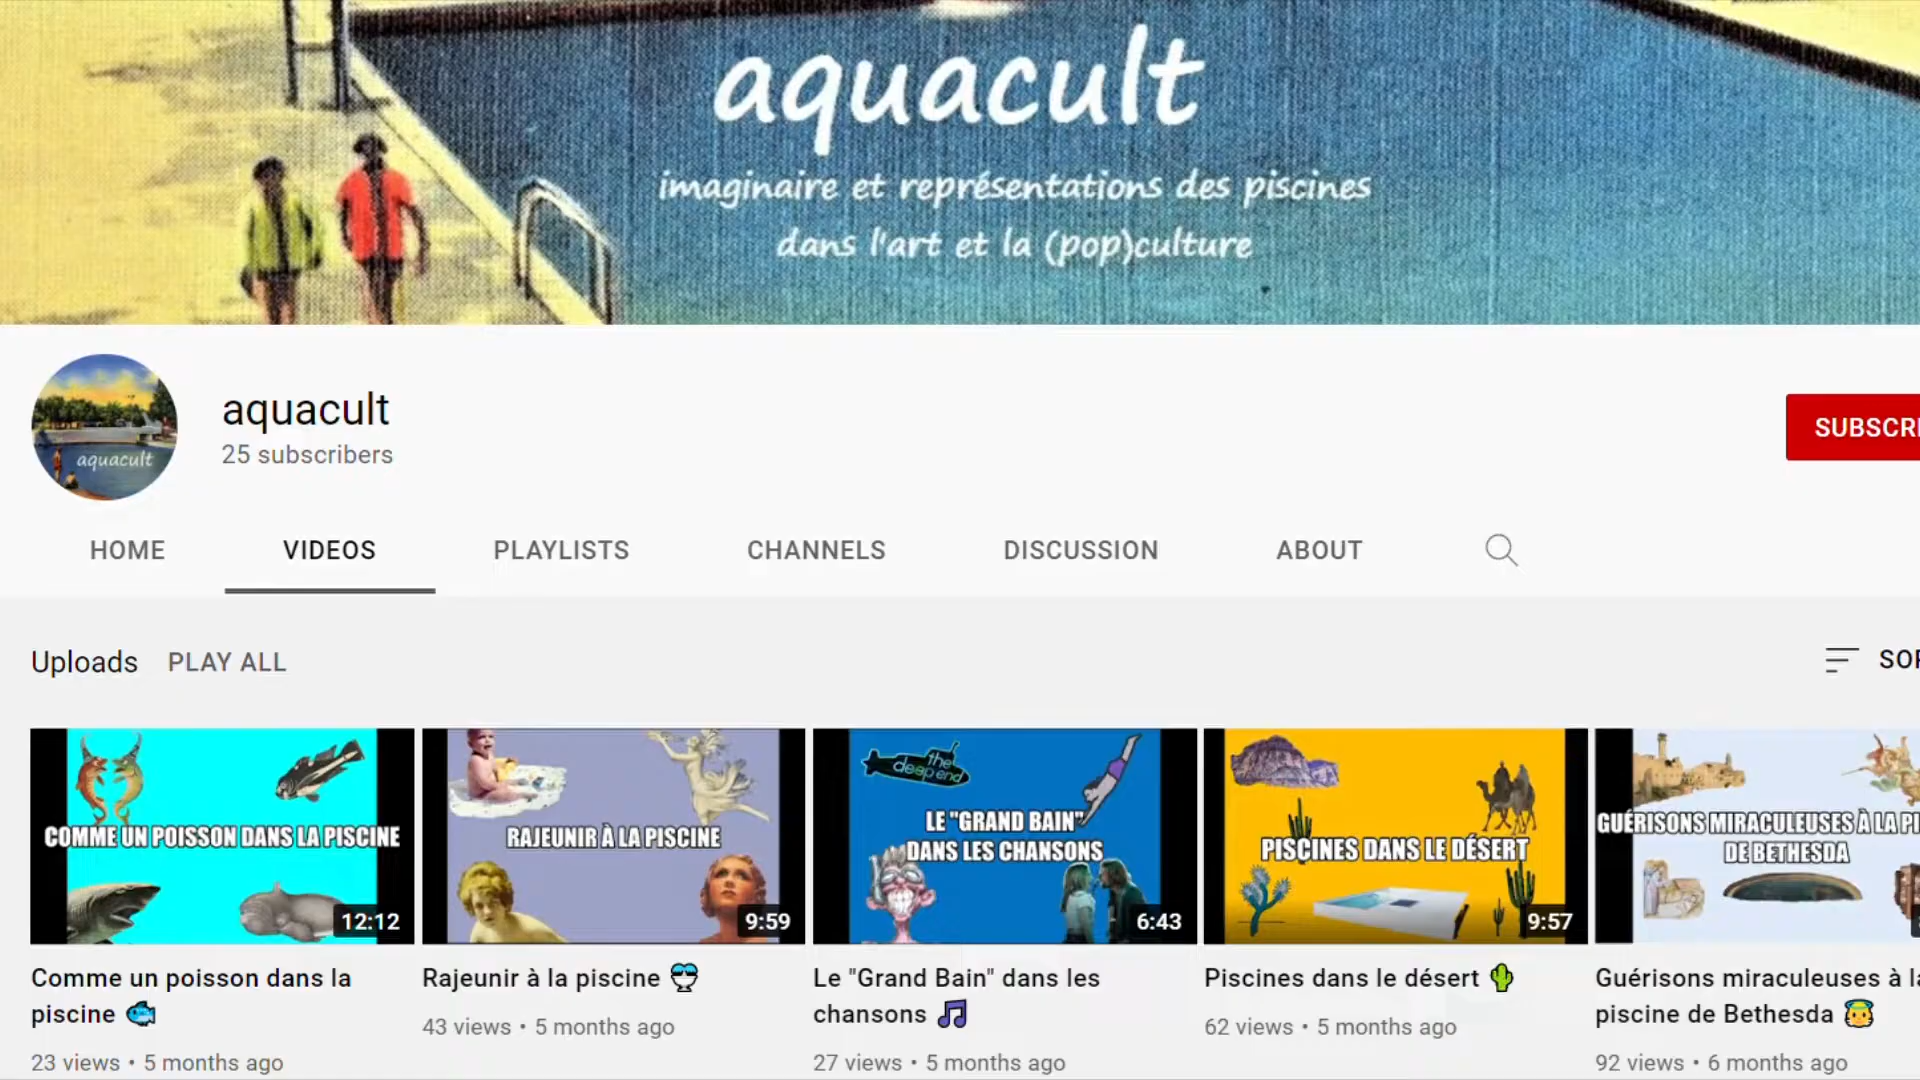 aquacult
imaginaire et représentations des piscines
dans l'art et la (pop)culture
aquacult
aquacult
25 subscribers
HOME
VIDEOS
PLAYLISTS
CHANNELS
DISCUSSION
ABOUT
Uploads
PLAY ALL
COMME UN POISSON DANS LA PISCINE
12:12
Comme un poisson dans la
piscine
23 views • 5 months ago
RAJEUNIR À LA PISCINE
9:59
Rajeunir à la piscine
43 views • 5 months ago
the
deep end
LE "GRAND BAIN"
DANS LES CHANSONS
6:43
Le "Grand Bain" dans les
chansons
27 views • 5 months ago
PISCINES DANS LE DÉSERT
9:57
Piscines dans le désert
62 views • 5 months ago
GUÉRISONS MIRACULEUSES À LA
DE BETHESDA
Guérisons miraculeuses à
piscine de Bethesda
92 views • 6 months ago